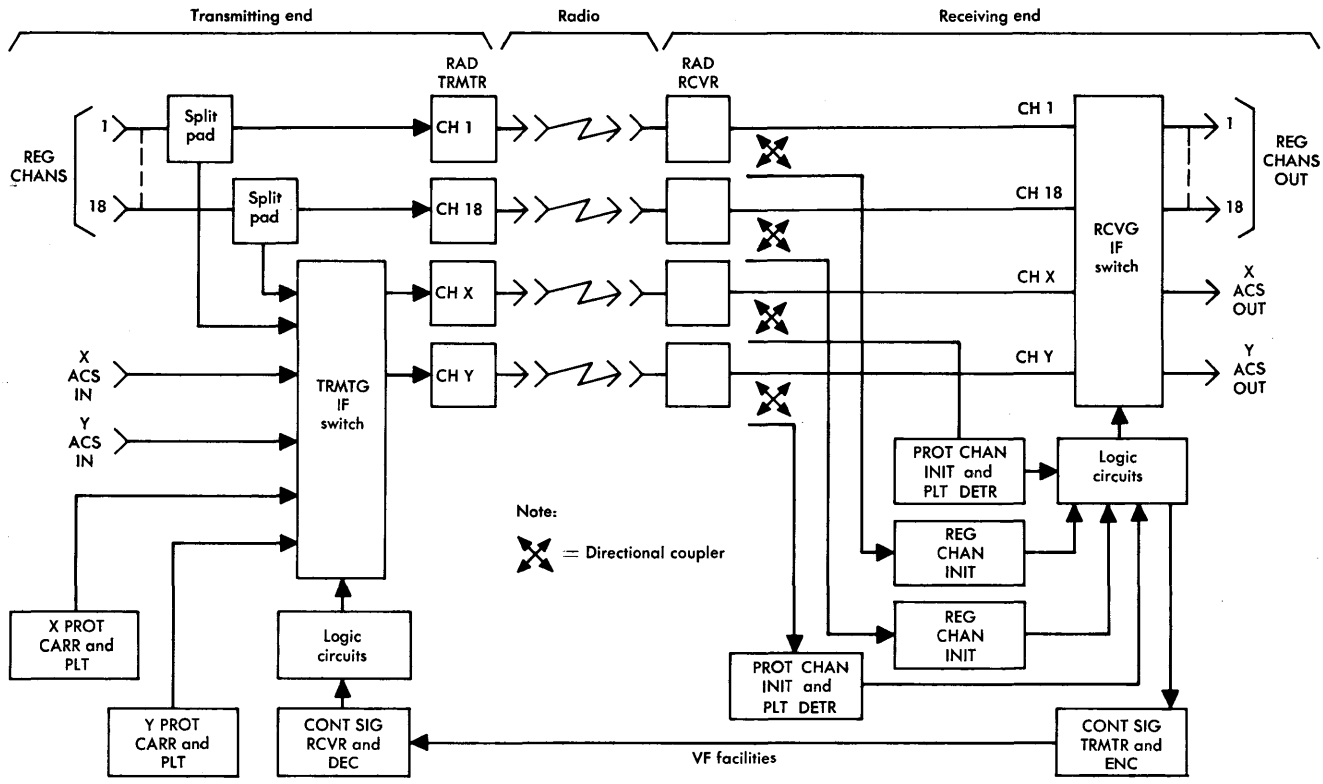 Transmitting end
Radio
Receiving end
RAD
TRMTR
RAD
RCVR
REG
CHANS
1
18
Split
pad
Split
pad
CH 1
CH 18
CH X
CH Y
CH 1
CH 18
CH X
CH Y
RCVG
IF
switch
1
18
REG
CHANS
OUT
X
ACS
OUT
Y
ACS
OUT
X
ACS
IN
Y
ACS
IN
TRMTG
IF
switch
Note:
= Directional coupler
PROT CHAN
INIT and
PLT DETR
Logic
circuits
REG
CHAN
INIT
REG
CHAN
INIT
PROT CHAN
INIT and
PLT DETR
X PROT
CARR and
PLT
Logic
circuits
Y PROT
CARR and
PLT
CONT SIG
RCVR and
DEC
VF facilities
CONT SIG
TRMTR and
ENC